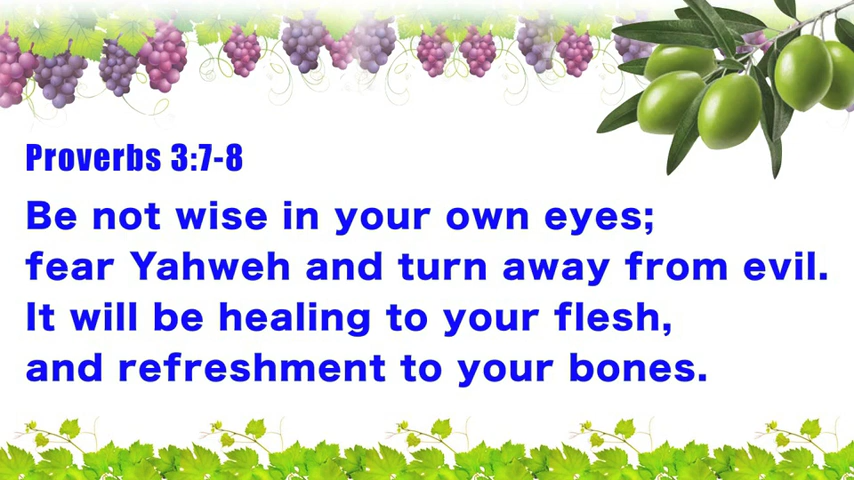 Proverbs 3:7-8
Be not wise in your own eyes;
fear Yahweh and turn away from evil.
It will be healing to your flesh,
and refreshment to your bones.